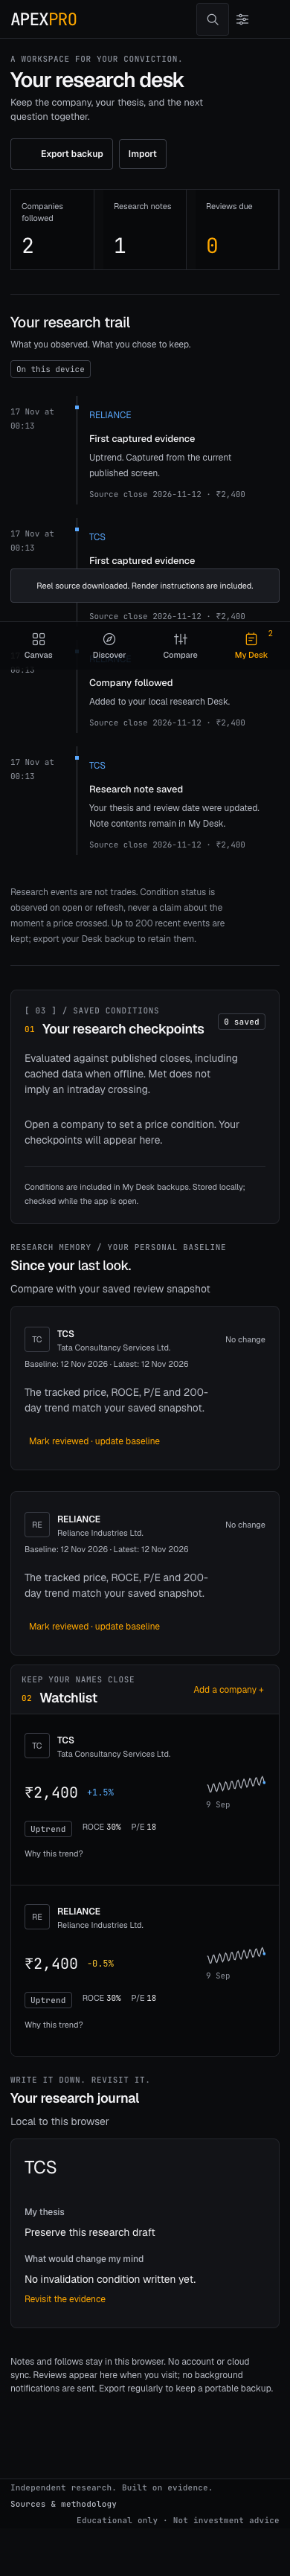 APEXPRO
A WORKSPACE FOR YOUR CONVICTION.
Your research desk
Keep the company, your thesis, and the next
question together.
Export backup
Import
Companies
followed
Research notes
Reviews due
2
1
0
Your research trail
What you observed. What you chose to keep.
On this device
17 Nov at
00:13
RELIANCE
First captured evidence
Uptrend. Captured from the current
published screen.
Source close 2026-11-12 · ₹2,400
17 Nov at
00:13
TCS
First captured evidence
Reel source downloaded. Render instructions are included.
Source close 2026-11-12 · ₹2,400
Canvas
Discover
Compare
My Desk
2
00:13
Company followed
Added to your local research Desk.
Source close 2026-11-12 · ₹2,400
17 Nov at
00:13
TCS
Research note saved
Your thesis and review date were updated.
Note contents remain in My Desk.
Source close 2026-11-12 · ₹2,400
Research events are not trades. Condition status is
observed on open or refresh, never a claim about the
moment a price crossed. Up to 200 recent events are
kept; export your Desk backup to retain them.
[ 03 ] / SAVED CONDITIONS
01 Your research checkpoints
0 saved
Evaluated against published closes, including
cached data when offline. Met does not
imply an intraday crossing.
Open a company to set a price condition. Your
checkpoints will appear here.
Conditions are included in My Desk backups. Stored locally;
checked while the app is open.
RESEARCH MEMORY / YOUR PERSONAL BASELINE
Since your last look.
Compare with your saved review snapshot
TC
TCS
Tata Consultancy Services Ltd.
No change
Baseline: 12 Nov 2026 · Latest: 12 Nov 2026
The tracked price, ROCE, P/E and 200-
day trend match your saved snapshot.
Mark reviewed · update baseline
RE
RELIANCE
Reliance Industries Ltd.
No change
Baseline: 12 Nov 2026 · Latest: 12 Nov 2026
The tracked price, ROCE, P/E and 200-
day trend match your saved snapshot.
Mark reviewed · update baseline
KEEP YOUR NAMES CLOSE
02 Watchlist
Add a company +
TC
TCS
Tata Consultancy Services Ltd.
₹2,400 +1.5%
9 Sep
Uptrend ROCE 30% P/E 18
Why this trend?
RE
RELIANCE
Reliance Industries Ltd.
₹2,400 -0.5%
9 Sep
Uptrend ROCE 30% P/E 18
Why this trend?
WRITE IT DOWN. REVISIT IT.
Your research journal
Local to this browser
TCS
My thesis
Preserve this research draft
What would change my mind
No invalidation condition written yet.
Revisit the evidence
Notes and follows stay in this browser. No account or cloud
sync. Reviews appear here when you visit; no background
notifications are sent. Export regularly to keep a portable backup.
Independent research. Built on evidence.
Sources & methodology
Educational only · Not investment advice